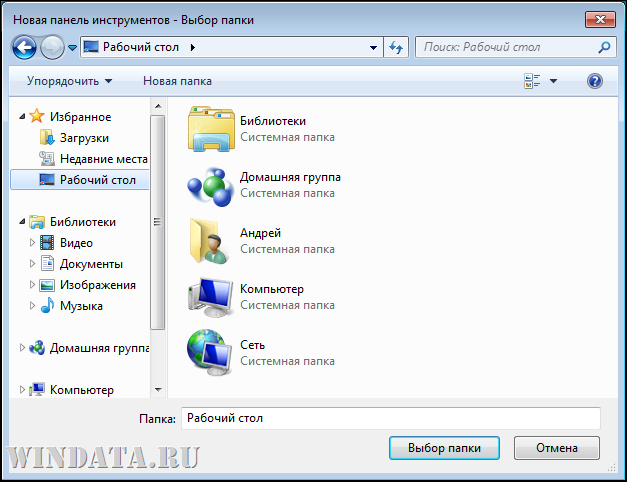 Новая панель инструментов - Выбор папки
Рабочий стол
Поиск: Рабочий стол
Упорядочить
Новая папка
Избранное
Загрузки
Недавние места
Рабочий стол
Библиотеки
Видео
Документы
Изображения
Музыка
Домашняя группа
Компьютер
Библиотеки
Системная папка
Домашняя группа
Системная папка
Андрей
Системная папка
Компьютер
Системная папка
Сеть
Системная папка
Папка: Рабочий стол
Выбор папки
Отмена
WINDATA.RU